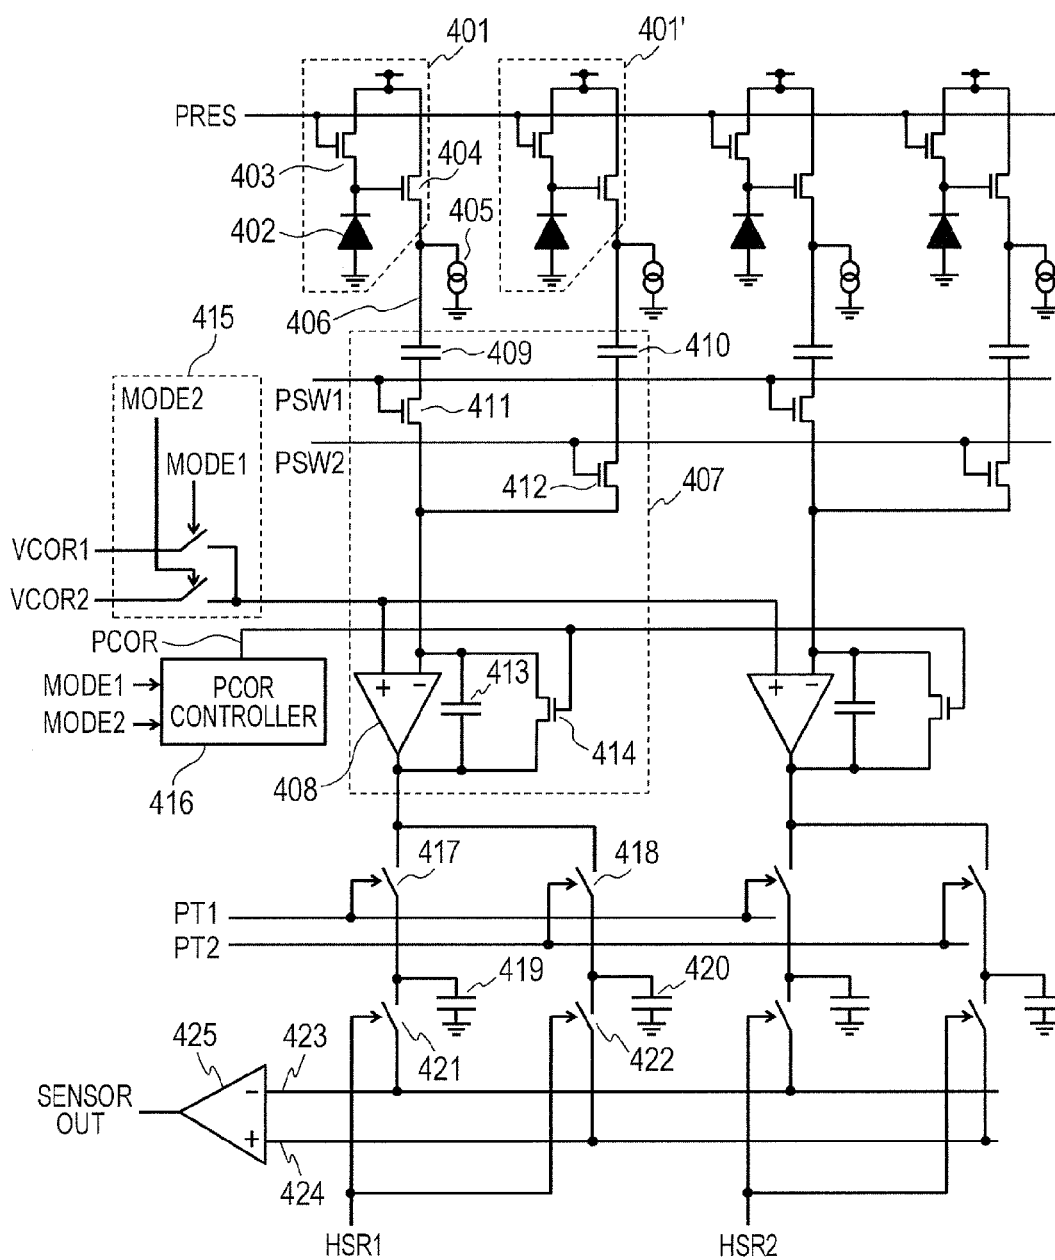 401
401'
PRES
403
404
402
405
406
415
409
410
MODE2
PSW1
411
MODE1
PSW2
412
407
VCOR1
VCOR2
PCOR
MODE1
MODE2
PCOR
CONTROLLER
+
−
413
+
−
414
416
408
417
418
PT1
PT2
419
420
425
423
421
422
SENSOR
OUT
−
+
424
HSR1
HSR2